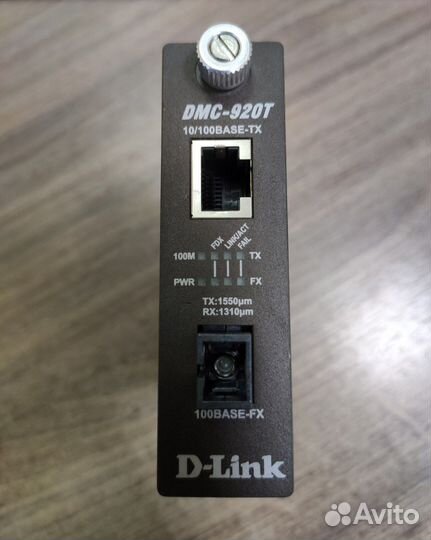 DMC-920T
10/100BASE-TX
FDX
LINK/ACT
FAIL
100M TX
PWR FX
TX:1550µm
RX:1310µm
100BASE-FX
D-Link
Avito